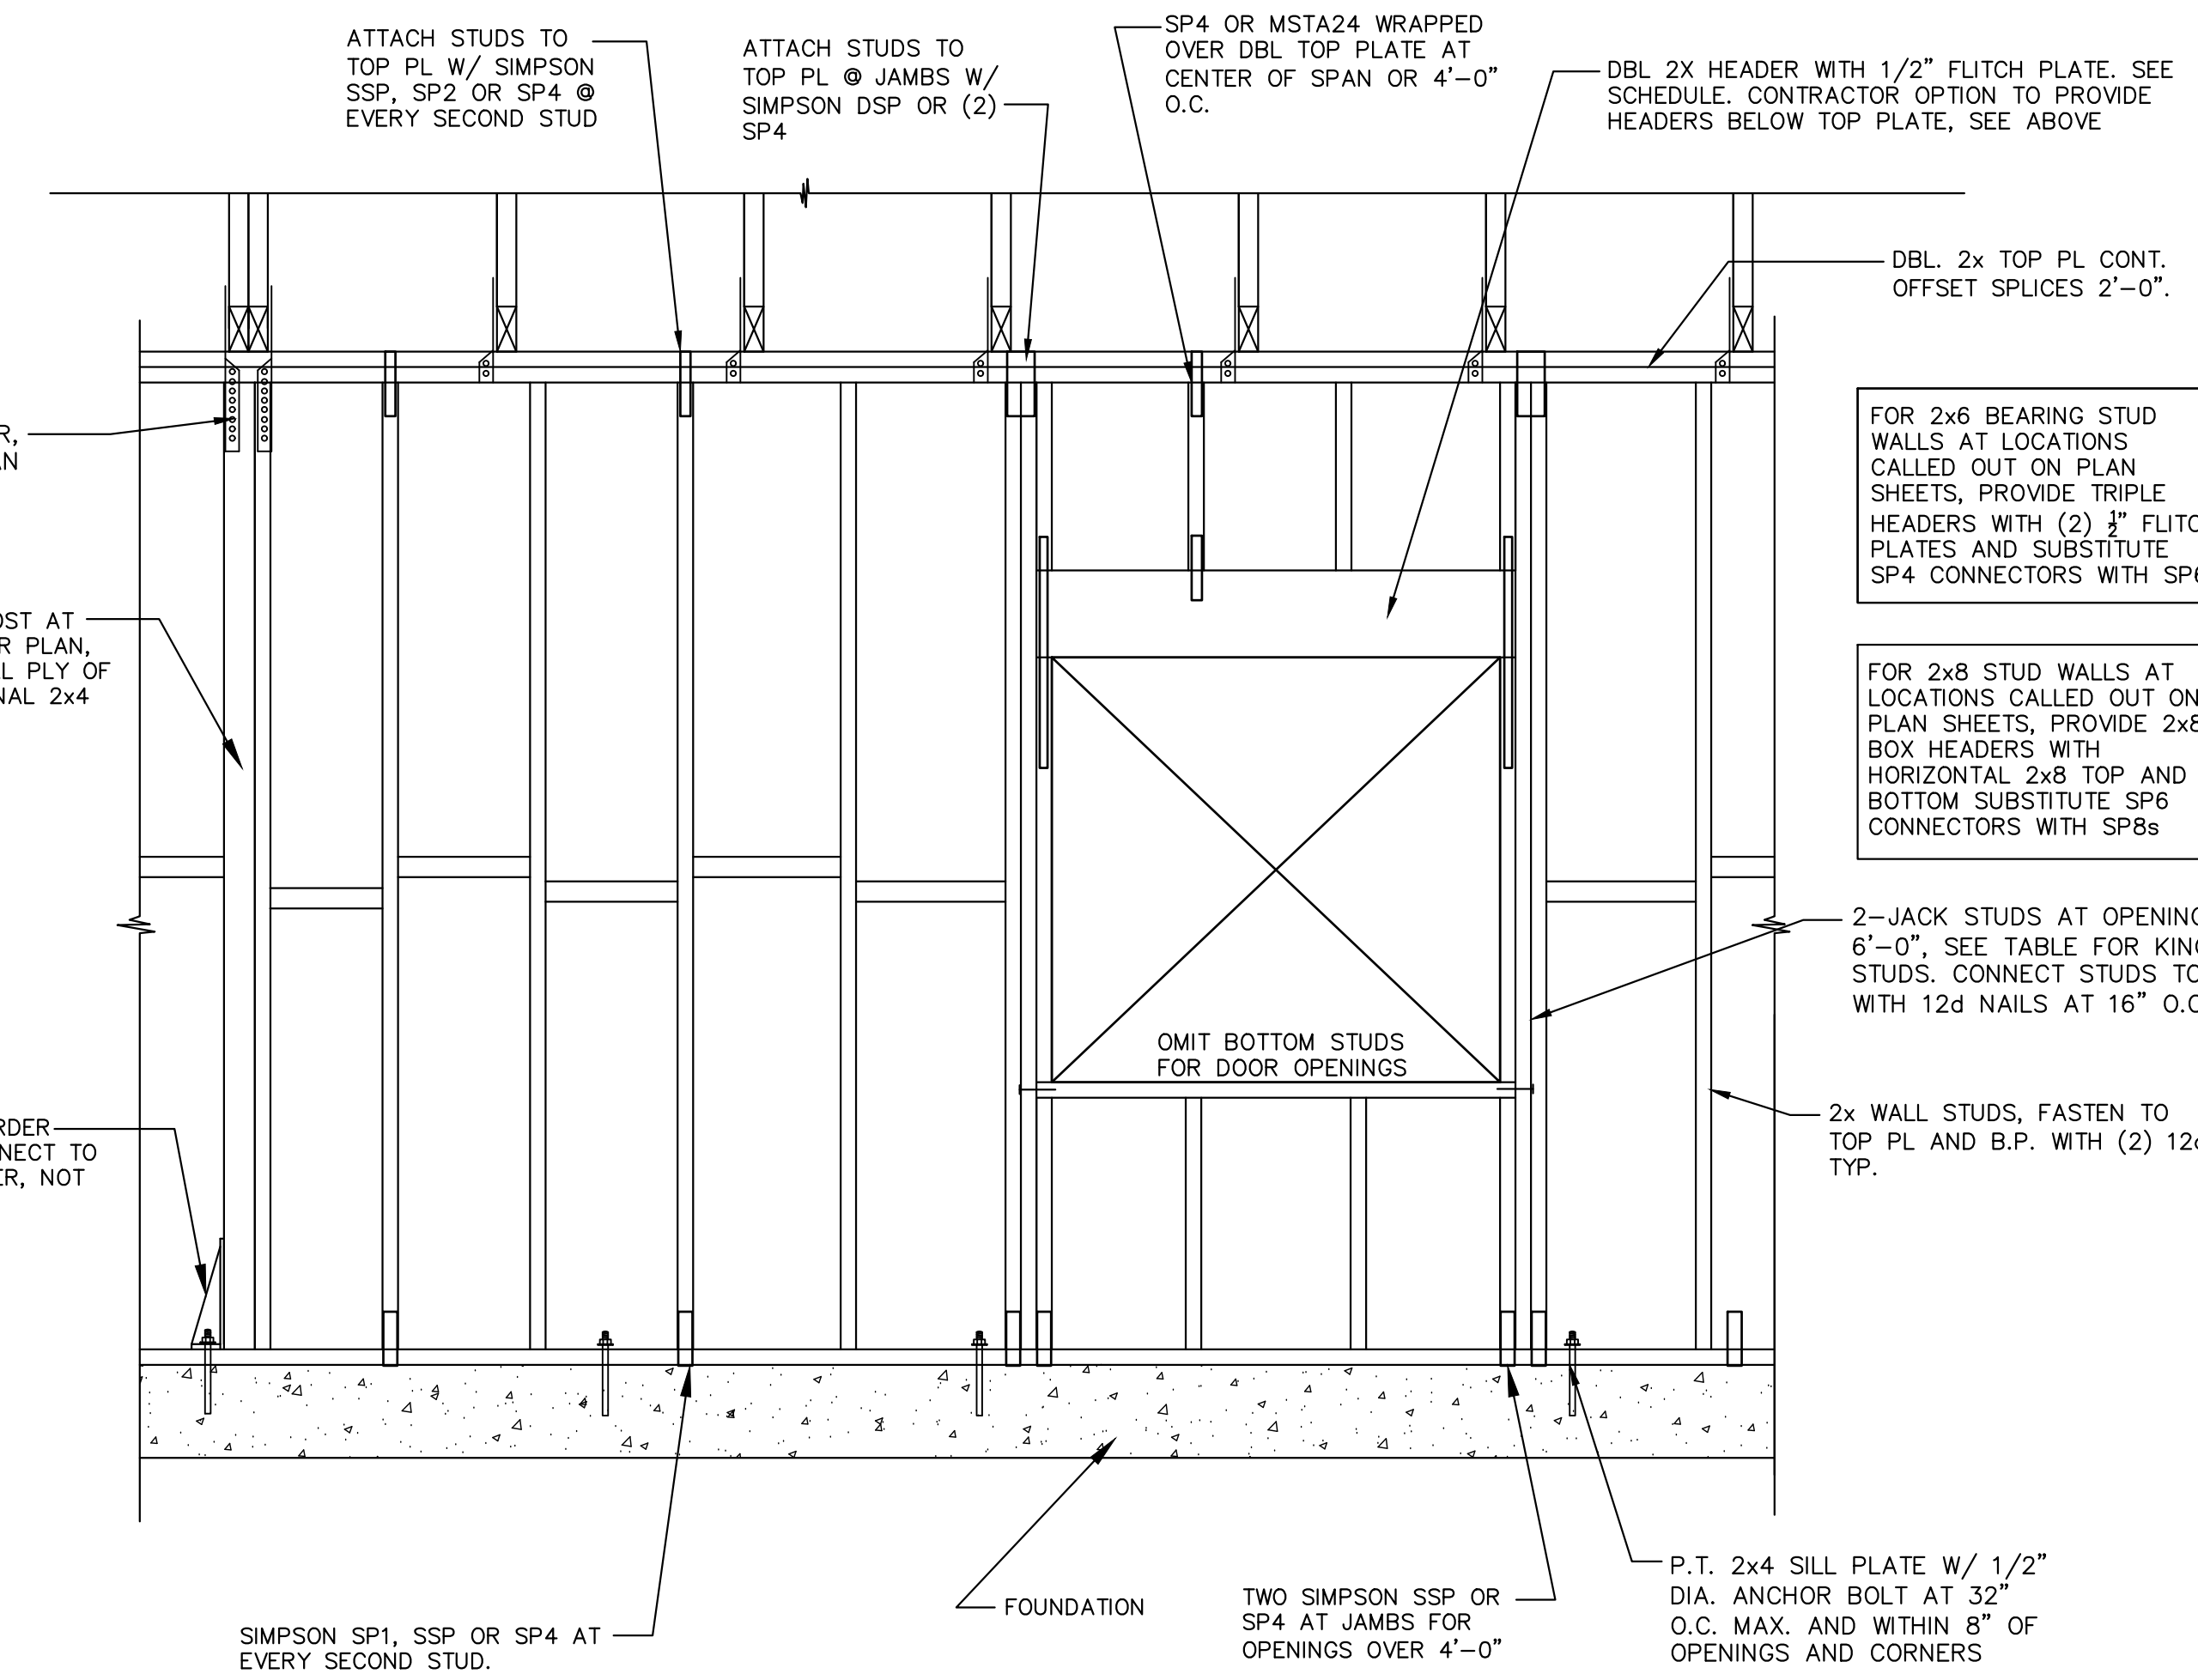 ATTACH STUDS TO
TOP PL W/ SIMPSON
SSP, SP2 OR SP4 @
EVERY SECOND STUD
ATTACH STUDS TO
TOP PL @ JAMBS W/
SIMPSON DSP OR (2)
SP4
SP4 OR MSTA24 WRAPPED
OVER DBL TOP PLATE AT
CENTER OF SPAN OR 4'-0"
O.C.
DBL 2X HEADER WITH 1/2" FLITCH PLATE. SEE
SCHEDULE. CONTRACTOR OPTION TO PROVIDE
HEADERS BELOW TOP PLATE, SEE ABOVE
DBL. 2x TOP PL CONT.
OFFSET SPLICES 2'-0".
FOR 2x6 BEARING STUD
WALLS AT LOCATIONS
CALLED OUT ON PLAN
SHEETS, PROVIDE TRIPLE
HEADERS WITH (2) ½" FLITC
PLATES AND SUBSTITUTE
SP4 CONNECTORS WITH SP6
OST AT
R PLAN,
L PLY OF
NAL 2x4
FOR 2x8 STUD WALLS AT
LOCATIONS CALLED OUT ON
PLAN SHEETS, PROVIDE 2x8
BOX HEADERS WITH
HORIZONTAL 2x8 TOP AND
BOTTOM SUBSTITUTE SP6
CONNECTORS WITH SP8s
2-JACK STUDS AT OPENING
6'-0", SEE TABLE FOR KING
STUDS. CONNECT STUDS TO
WITH 12d NAILS AT 16" O.C
OMIT BOTTOM STUDS
FOR DOOR OPENINGS
RDER
NECT TO
ER, NOT
2x WALL STUDS, FASTEN TO
TOP PL AND B.P. WITH (2) 12d
TYP.
SIMPSON SP1, SSP OR SP4 AT
EVERY SECOND STUD.
FOUNDATION
TWO SIMPSON SSP OR
SP4 AT JAMBS FOR
OPENINGS OVER 4'-0"
P.T. 2x4 SILL PLATE W/ 1/2"
DIA. ANCHOR BOLT AT 32"
O.C. MAX. AND WITHIN 8" OF
OPENINGS AND CORNERS